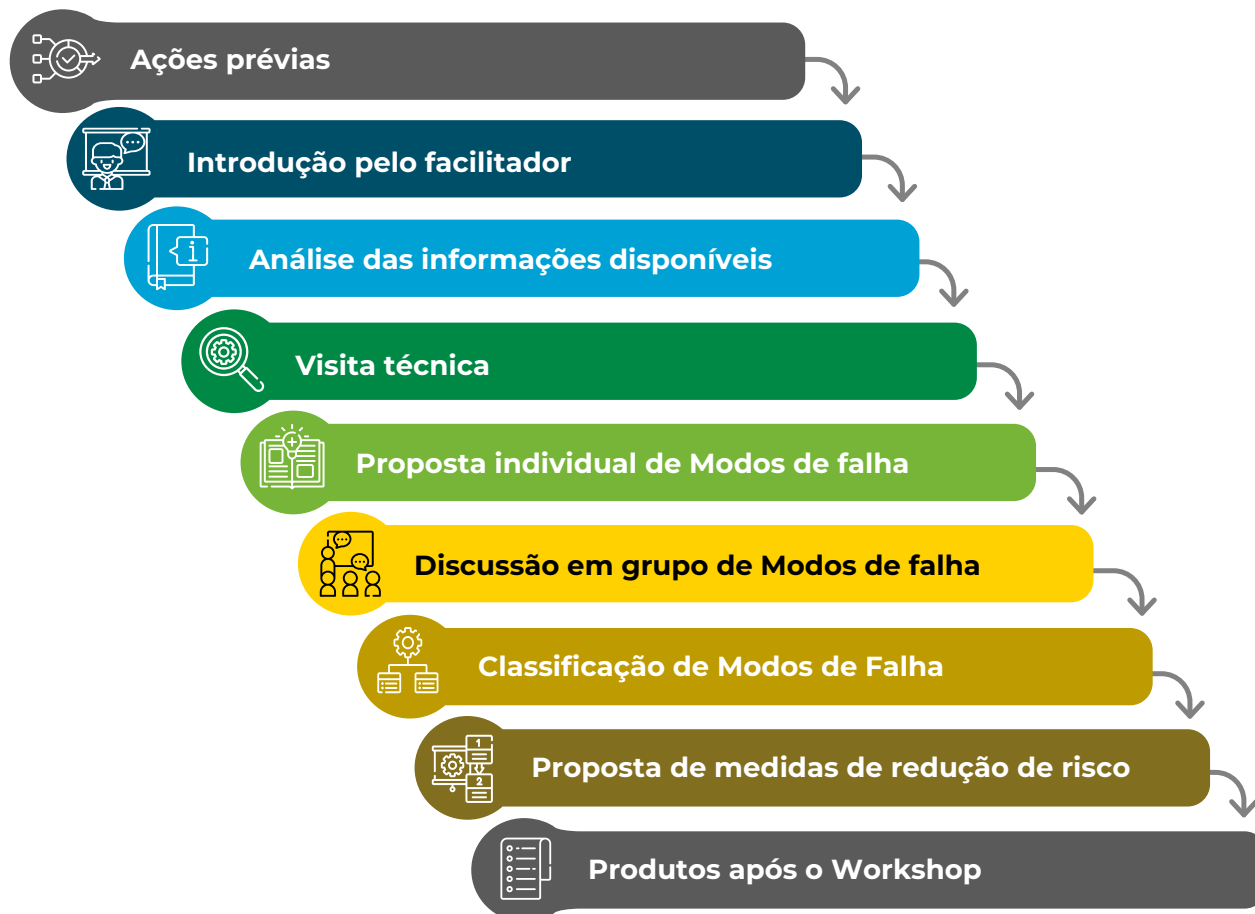 Ações prévias
Introdução pelo facilitador
i
Análise das informações disponíveis
Visita técnica
Proposta individual de Modos de falha
Discussão em grupo de Modos de falha
Classificação de Modos de Falha
1
2
Proposta de medidas de redução de risco
Produtos após o Workshop